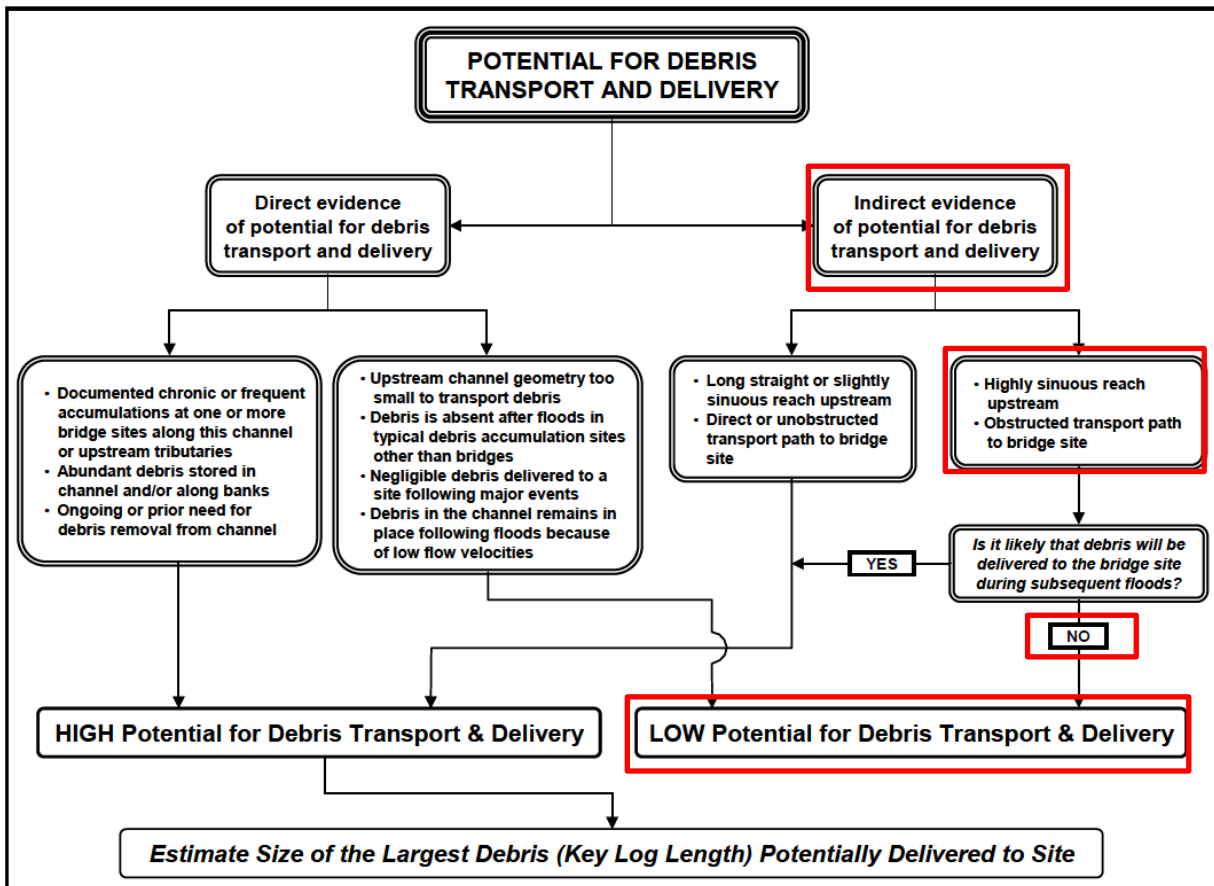 POTENTIAL FOR DEBRIS
TRANSPORT AND DELIVERY
Direct evidence
of potential for debris
transport and delivery
Indirect evidence
of potential for debris
transport and delivery
• Documented chronic or frequent
accumulations at one or more
bridge sites along this channel
or upstream tributaries
• Abundant debris stored in
channel and/or along banks
• Ongoing or prior need for
debris removal from channel
• Upstream channel geometry too
small to transport debris
• Debris is absent after floods in
typical debris accumulation sites
other than bridges
• Negligible debris delivered to a
site following major events
• Debris in the channel remains in
place following floods because
of low flow velocities
• Long straight or slightly
sinuous reach upstream
• Direct or unobstructed
transport path to bridge
site
• Highly sinuous reach
upstream
• Obstructed transport path
to bridge site
Is it likely that debris will be
delivered to the bridge site
during subsequent floods?
YES
NO
HIGH Potential for Debris Transport & Delivery
LOW Potential for Debris Transport & Delivery
Estimate Size of the Largest Debris (Key Log Length) Potentially Delivered to Site